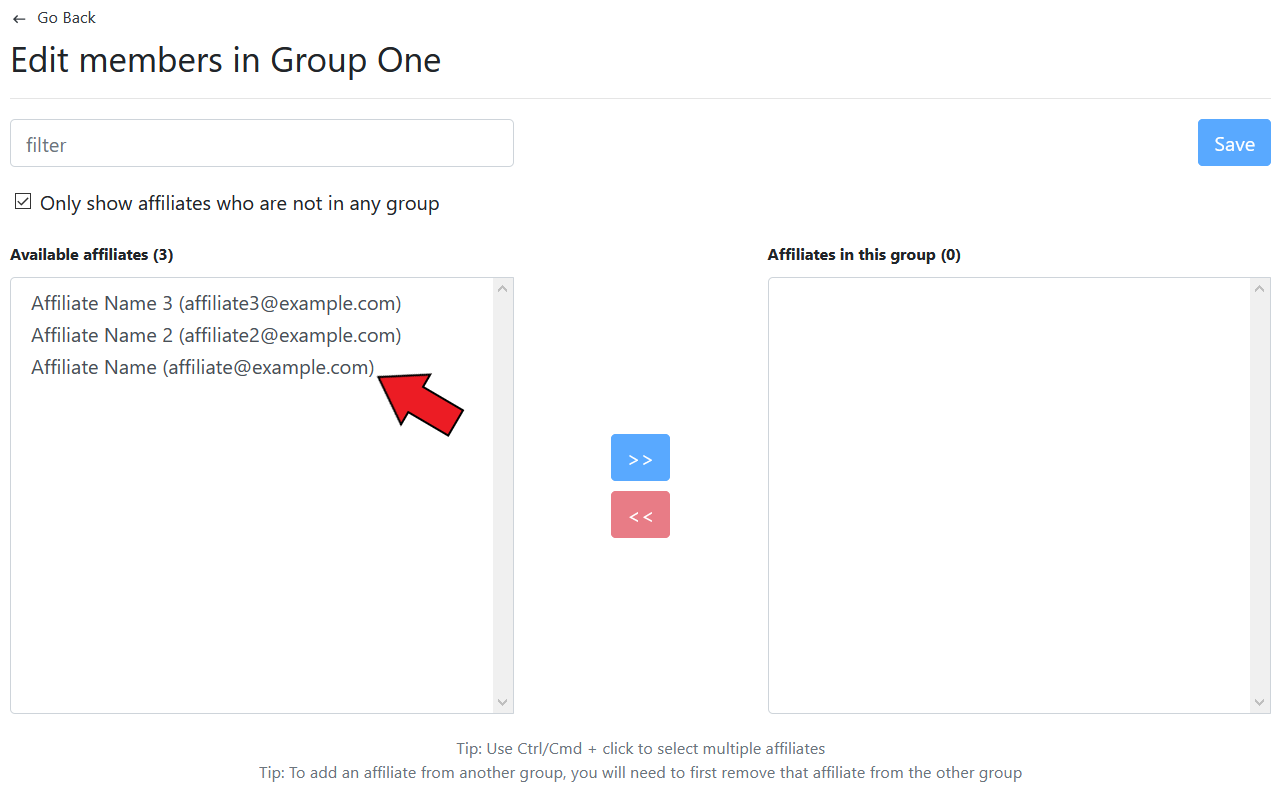 ← Go Back
Edit members in Group One
filter
Save
Only show affiliates who are not in any group
Available affiliates (3)
Affiliates in this group (0)
Affiliate Name 3 (affiliate3@example.com)
Affiliate Name 2 (affiliate2@example.com)
Affiliate Name (affiliate@example.com)
>>
<<
Tip: Use Ctrl/Cmd + click to select multiple affiliates
Tip: To add an affiliate from another group, you will need to first remove that affiliate from the other group